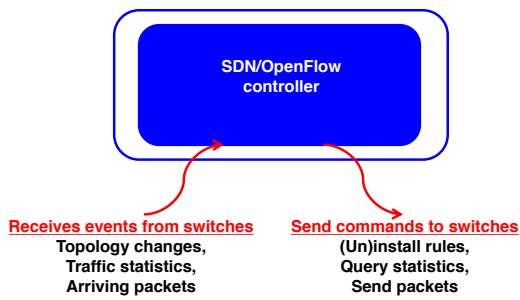 SDN/OpenFlow
controller
Receives events from switches
Topology changes,
Traffic statistics,
Arriving packets
Send commands to switches
(Un)install rules,
Query statistics,
Send packets